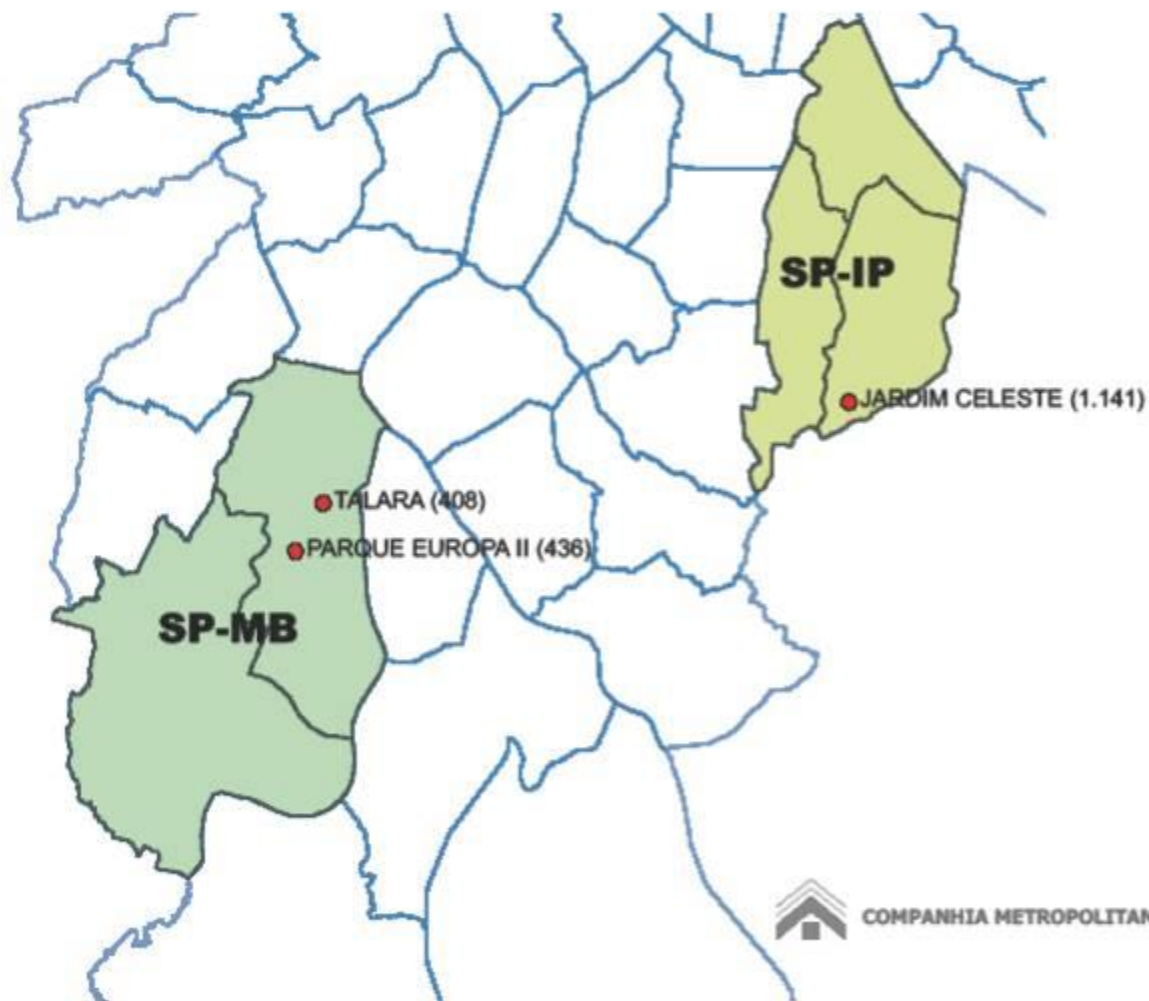 SP-IP
JARDIM CELESTE (1.141)
TALARA (408)
PARQUE EUROPA II (436)
SP-MB
COMPANHIA METROPOLITAN